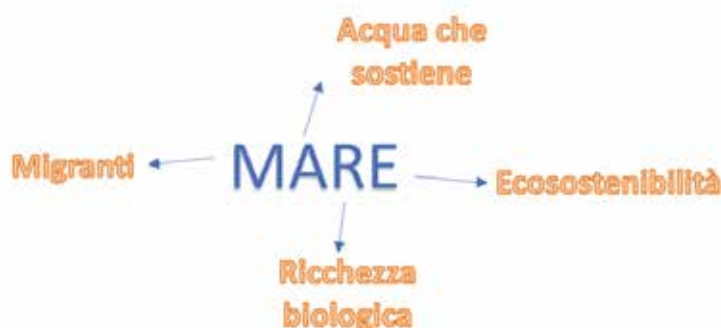 Acqua che
sostiene
Migranti
MARE
Ecosostenibilità
Ricchezza
biologica